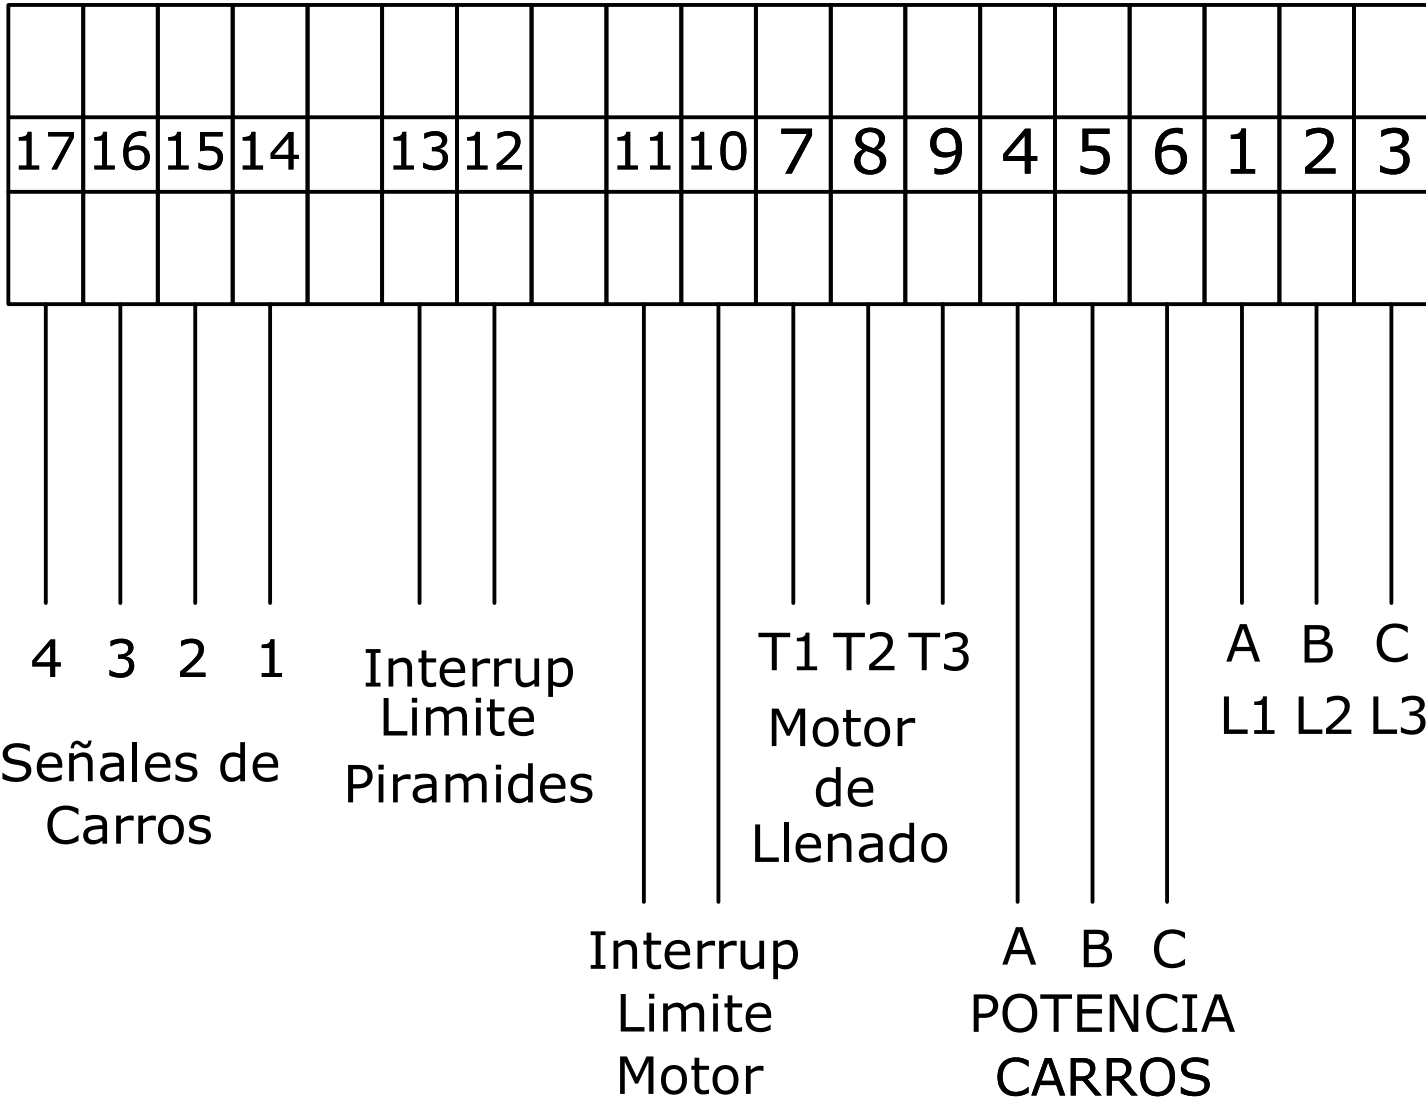 17 16 15 14 13 12 11 10 7 8 9 4 5 6 1 2 3
4 3 2 1
Señales de
Carros
Interrup
Limite
Piramides
Interrup
Limite
Motor
T1 T2 T3
Motor
de
Llenado
A B C
POTENCIA
CARROS
A B C
L1 L2 L3